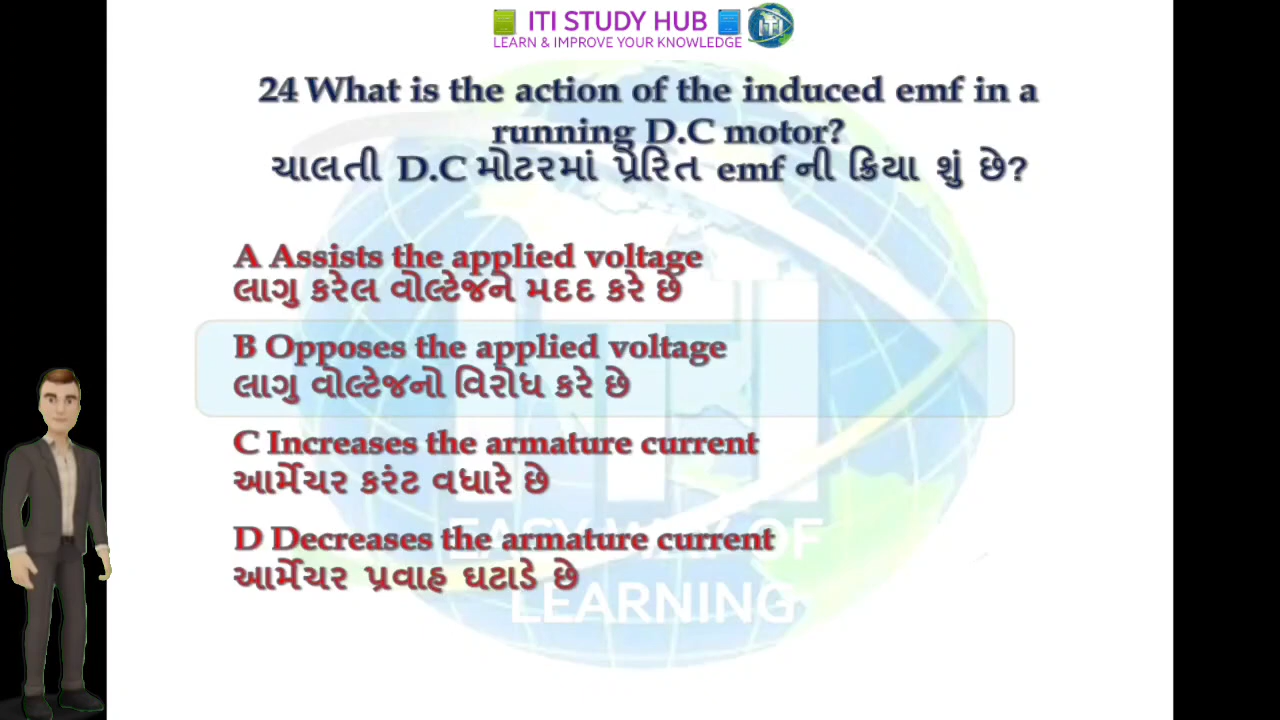 ITI STUDY HUB
LEARN & IMPROVE YOUR KNOWLEDGE
ITI
24 What is the action of the induced emf in a
running D.C motor?
ચાલતી D.C મોટરમાં પ્રેરિત emf ની ક્રિયા શું છે?
A Assists the applied voltage
લાગુ કરેલ વોલ્ટેજને મદદ કરે છે
B Opposes the applied voltage
લાગુ વોલ્ટેજનો વિરોધ કરે છે
C Increases the armature current
આર્મેચર કરંટ વધારે છે
D Decreases the armature current
આર્મેચર પ્રવાહ ઘટાડે છે
ITI
EASY WAY OF
LEARNING